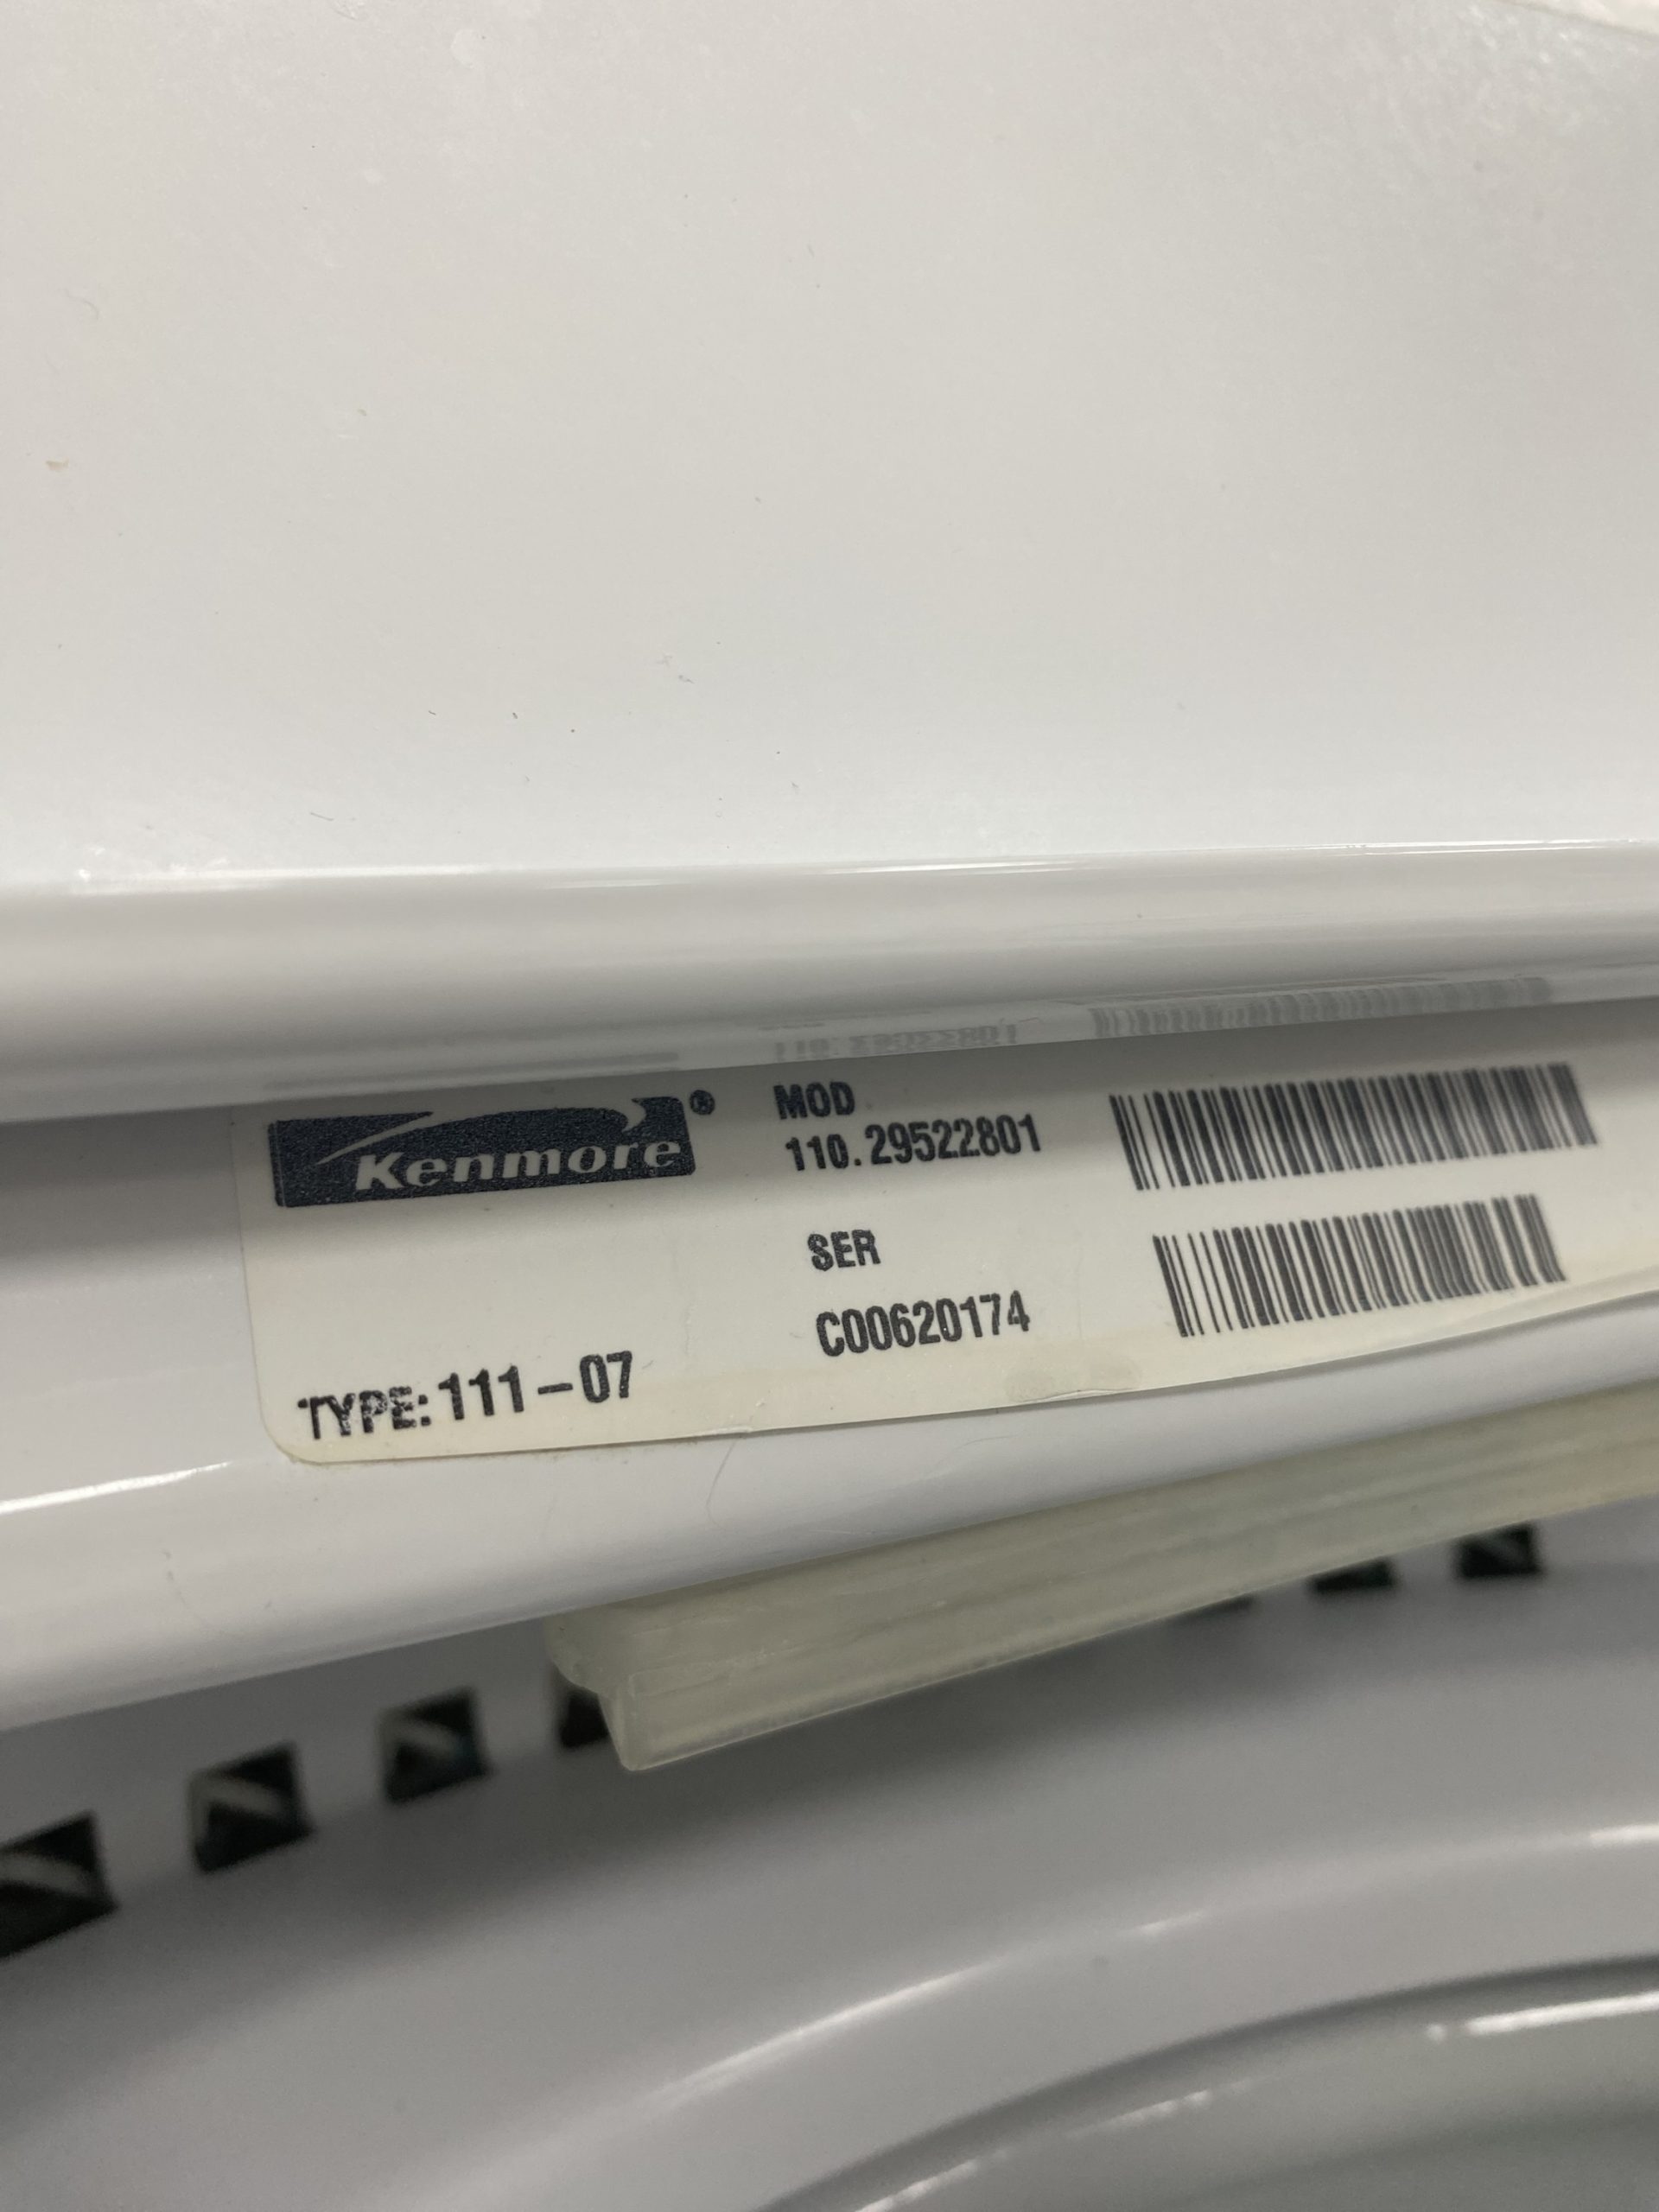 Kenmore®
MOD
110.29522801
SER
C00620174
TYPE: 111-07